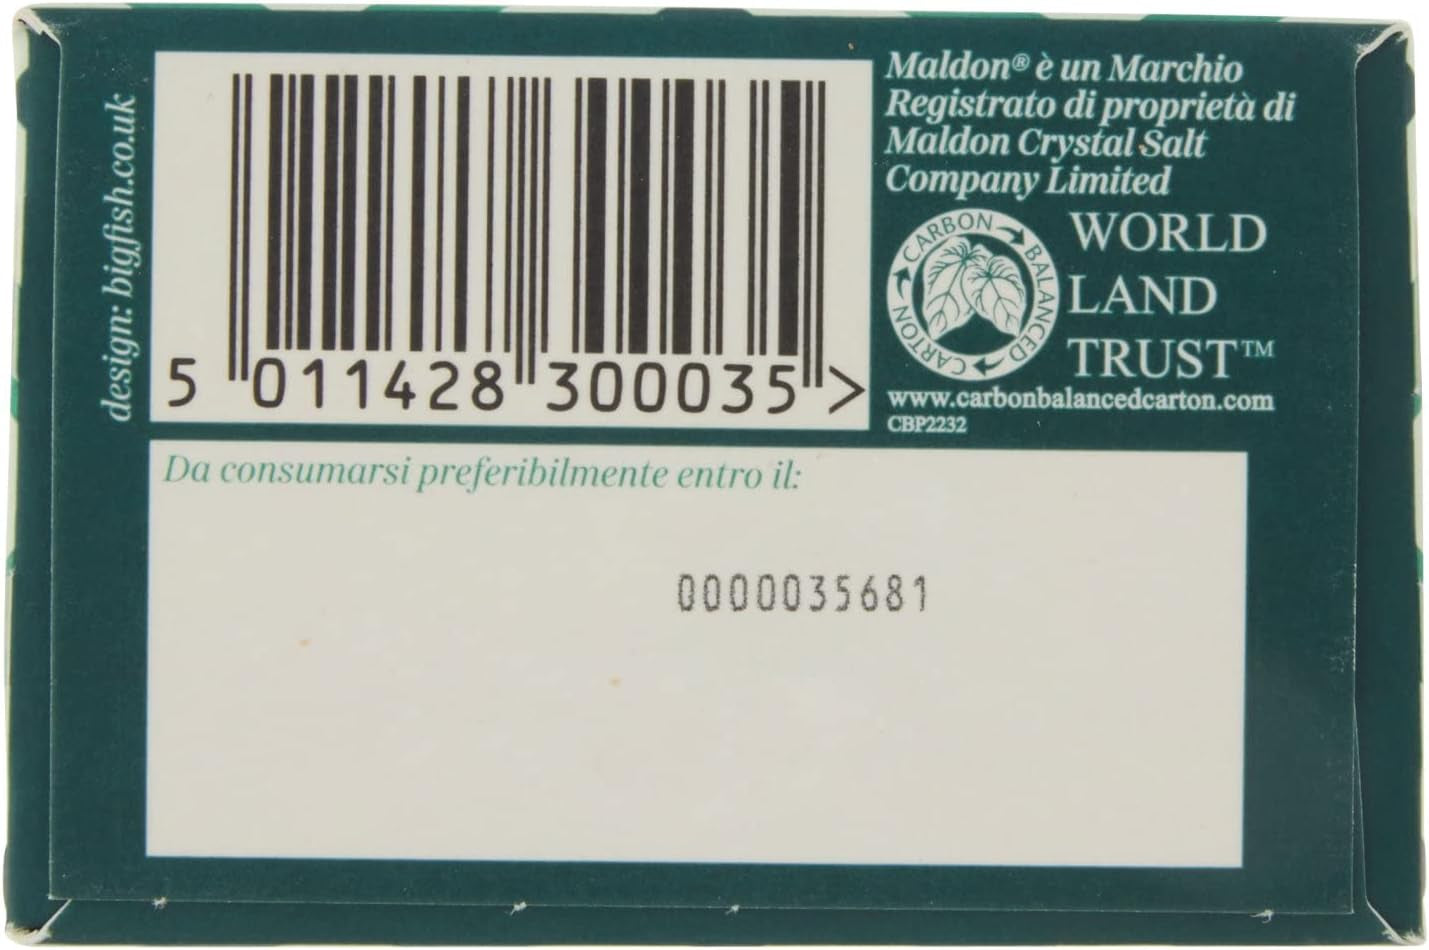 design: bigfish.co.uk
5 011428 300035 >
Maldon® è un Marchio
Registrato di proprietà di
Maldon Crystal Salt
Company Limited
CARBON BALANCED CARTON
WORLD
LAND
TRUST™
www.carbonbalancedcarton.com
CBP2232
Da consumarsi preferibilmente entro il:
0000035681